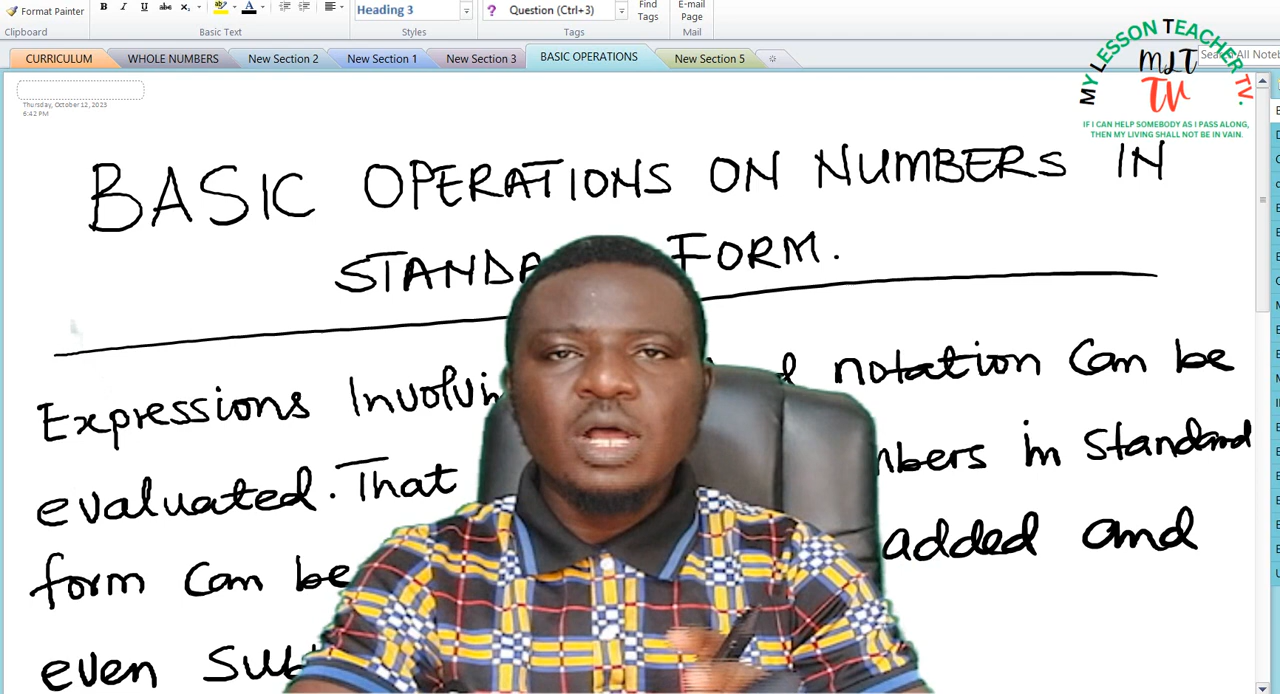 Format Painter
B I U abc x, ab A
Heading 3
? Question (Ctrl+3)
Find
Tags
E-mail
Page
Clipboard
Basic Text
Styles
Tags
Mail
CURRICULUM
WHOLE NUMBERS
New Section 2
New Section 1
New Section 3
BASIC OPERATIONS
New Section 5
MY LESSON TEACHER TV.
MLT
TV
IF I CAN HELP SOMEBODY AS I PASS ALONG,
THEN MY LIVING SHALL NOT BE IN VAIN.
Thursday, October 12, 2023
6:42 PM
BASIC OPERATIONS ON NUMBERS IN
FORM.
Expressions notation can be
evaluated. That in Standard
form can be added and
even